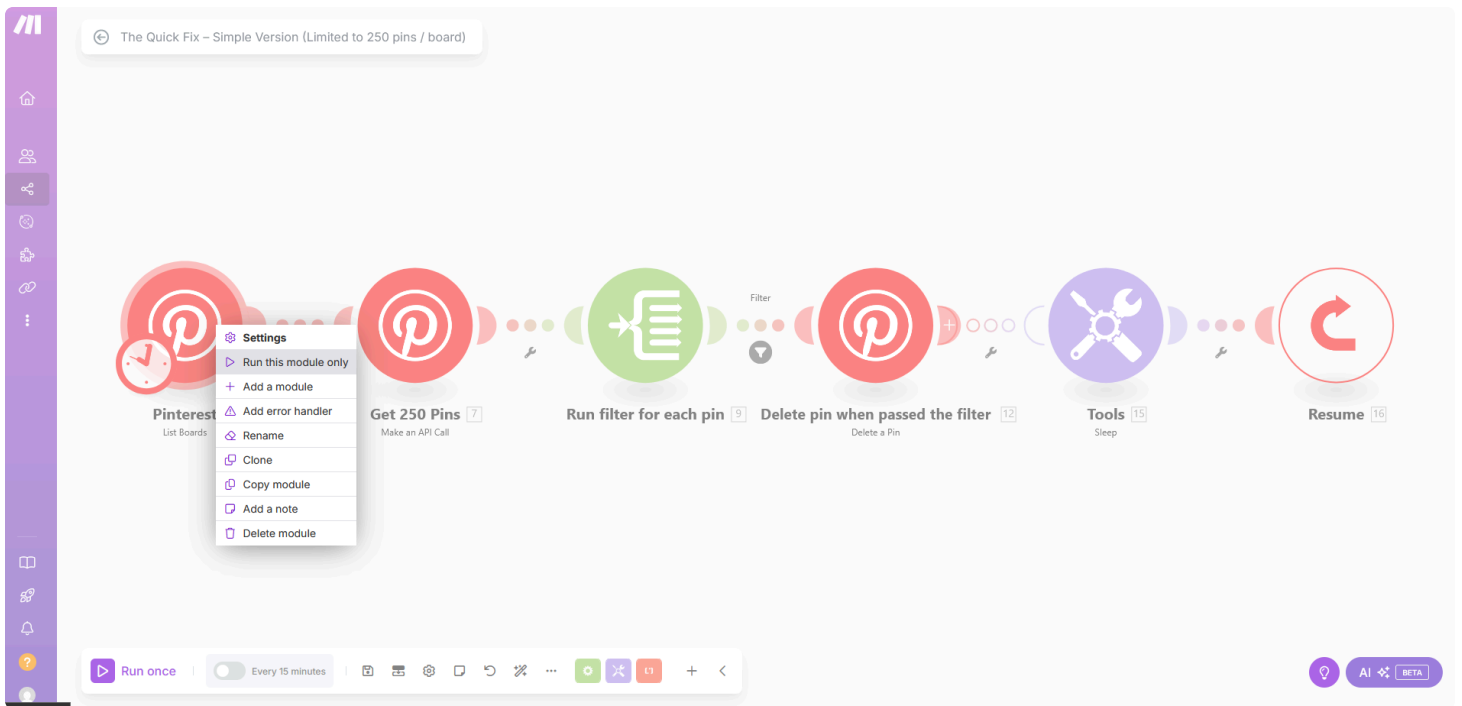 The Quick Fix – Simple Version (Limited to 250 pins / board)
Filter
Settings
Run this module only
Add a module
Add error handler
Rename
Clone
Copy module
Add a note
Delete module
Pinterest
List Boards
Get 250 Pins 7
Make an API Call
Run filter for each pin 9
Delete pin when passed the filter 12
Delete a Pin
Tools 15
Sleep
Resume 16
Run once
Every 15 minutes
AI BETA